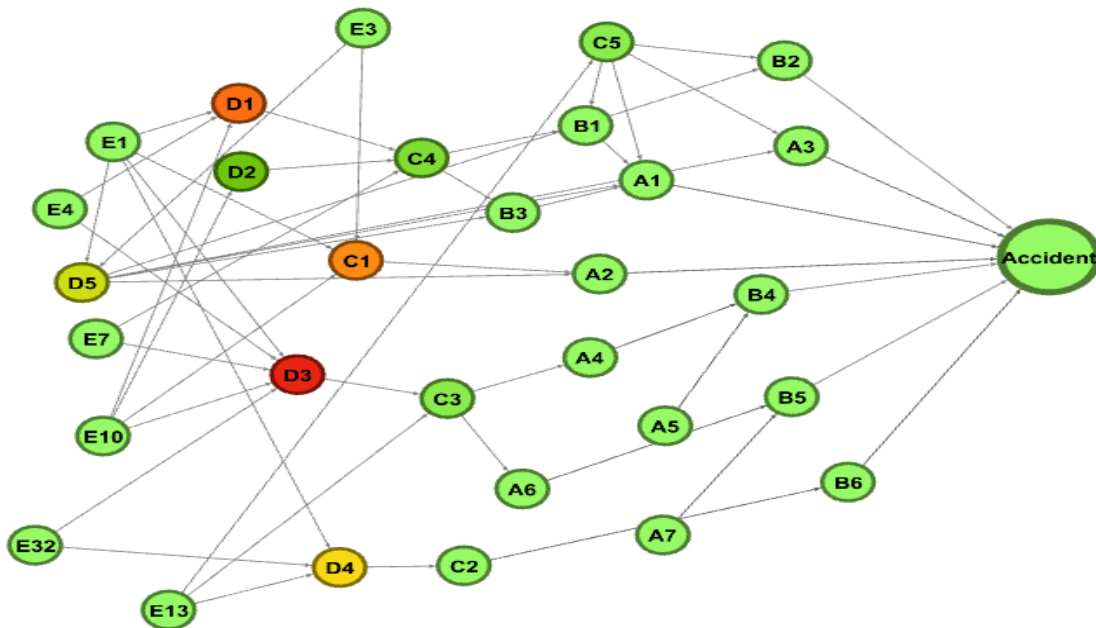 E3
C5
B2
D1
B1
E1
A3
C4
D2
A1
E4
B3
Accident
C1
A2
D5
B4
E7
A4
D3
B5
C3
A5
E10
B6
A6
A7
E32
C2
D4
E13